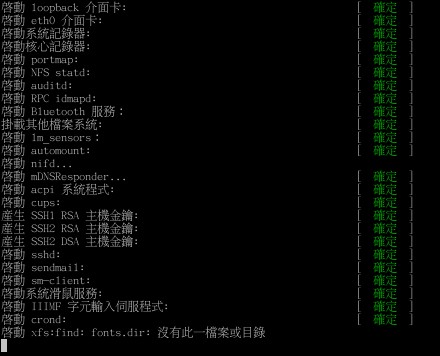 啓動 loopback 介面卡: [ 確定 ]
啓動 eth0 介面卡: [ 確定 ]
啓動系統記錄器: [ 確定 ]
啓動核心記錄器: [ 確定 ]
啓動 portmap: [ 確定 ]
啓動 NFS statd: [ 確定 ]
啓動 auditd: [ 確定 ]
啓動 RPC idmapd: [ 確定 ]
啓動 Bluetooth 服務: [ 確定 ]
掛載其他檔案系統: [ 確定 ]
啓動 lm_sensors: [ 確定 ]
啓動 automount: [ 確定 ]
啓動 nifd...
啓動 mDNSResponder... [ 確定 ]
啓動 acpi 系統程式: [ 確定 ]
啓動 cups: [ 確定 ]
產生 SSH1 RSA 主機金鑰: [ 確定 ]
產生 SSH2 RSA 主機金鑰: [ 確定 ]
產生 SSH2 DSA 主機金鑰: [ 確定 ]
啓動 sshd: [ 確定 ]
啓動 sendmail: [ 確定 ]
啓動 sm-client: [ 確定 ]
啓動系統滑鼠服務: [ 確定 ]
啓動 IIIMF 字元輸入伺服程式: [ 確定 ]
啓動 crond: [ 確定 ]
啓動 xfs:find: fonts.dir: 沒有此一檔案或目錄